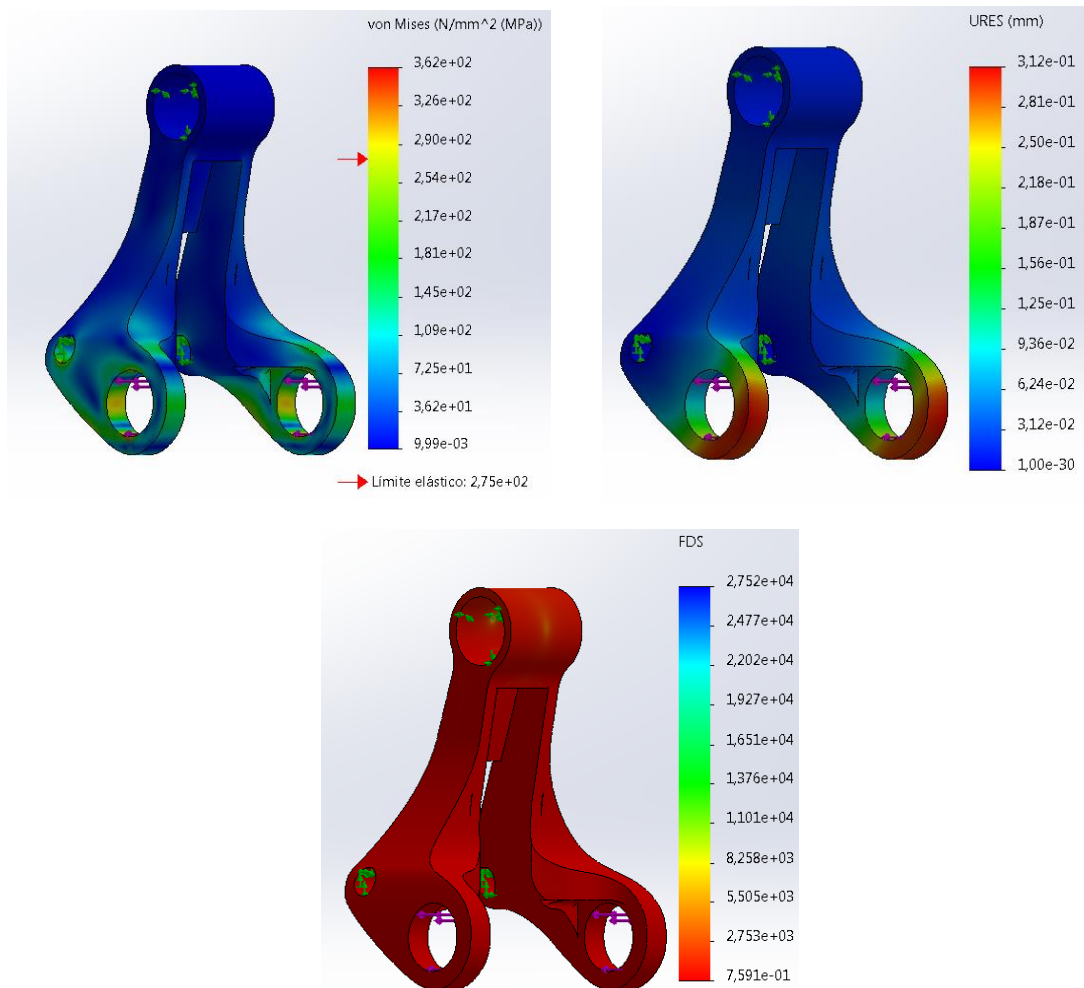 von Mises (N/mm^2 (MPa))
3,62e+02
3,26e+02
2,90e+02
2,54e+02
2,17e+02
1,81e+02
1,45e+02
1,09e+02
7,25e+01
3,62e+01
9,99e-03
Límite elástico: 2,75e+02
URES (mm)
3,12e-01
2,81e-01
2,50e-01
2,18e-01
1,87e-01
1,56e-01
1,25e-01
9,36e-02
6,24e-02
3,12e-02
1,00e-30
FDS
2,752e+04
2,477e+04
2,202e+04
1,927e+04
1,651e+04
1,376e+04
1,101e+04
8,258e+03
5,505e+03
2,753e+03
7,591e-01